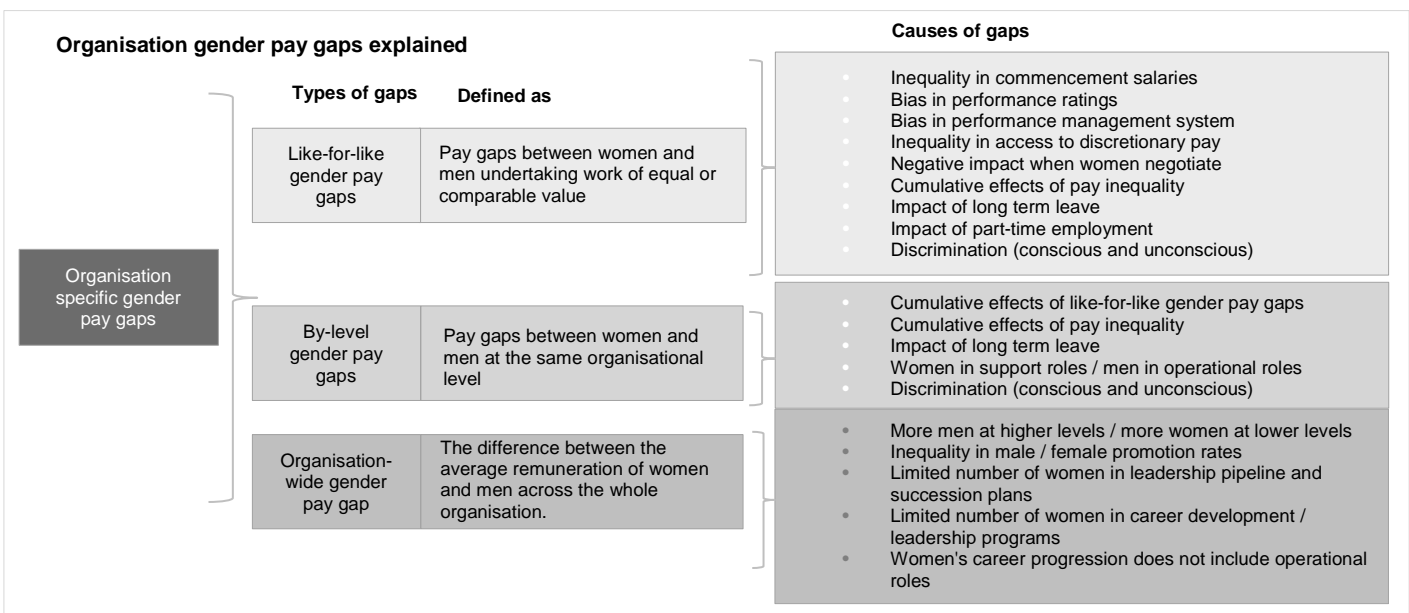 Organisation gender pay gaps explained
Causes of gaps
Types of gaps
Defined as
Organisation
specific gender
pay gaps
Like-for-like
gender pay
gaps
Pay gaps between women and
men undertaking work of equal or
comparable value
Inequality in commencement salaries
Bias in performance ratings
Bias in performance management system
Inequality in access to discretionary pay
Negative impact when women negotiate
Cumulative effects of pay inequality
Impact of long term leave
Impact of part-time employment
Discrimination (conscious and unconscious)
By-level
gender pay
gaps
Pay gaps between women and
men at the same organisational
level
Cumulative effects of like-for-like gender pay gaps
Cumulative effects of pay inequality
Impact of long term leave
Women in support roles / men in operational roles
Discrimination (conscious and unconscious)
Organisation-
wide gender
pay gap
The difference between the
average remuneration of women
and men across the whole
organisation.
More men at higher levels / more women at lower levels
Inequality in male / female promotion rates
Limited number of women in leadership pipeline and
succession plans
Limited number of women in career development /
leadership programs
Women's career progression does not include operational
roles